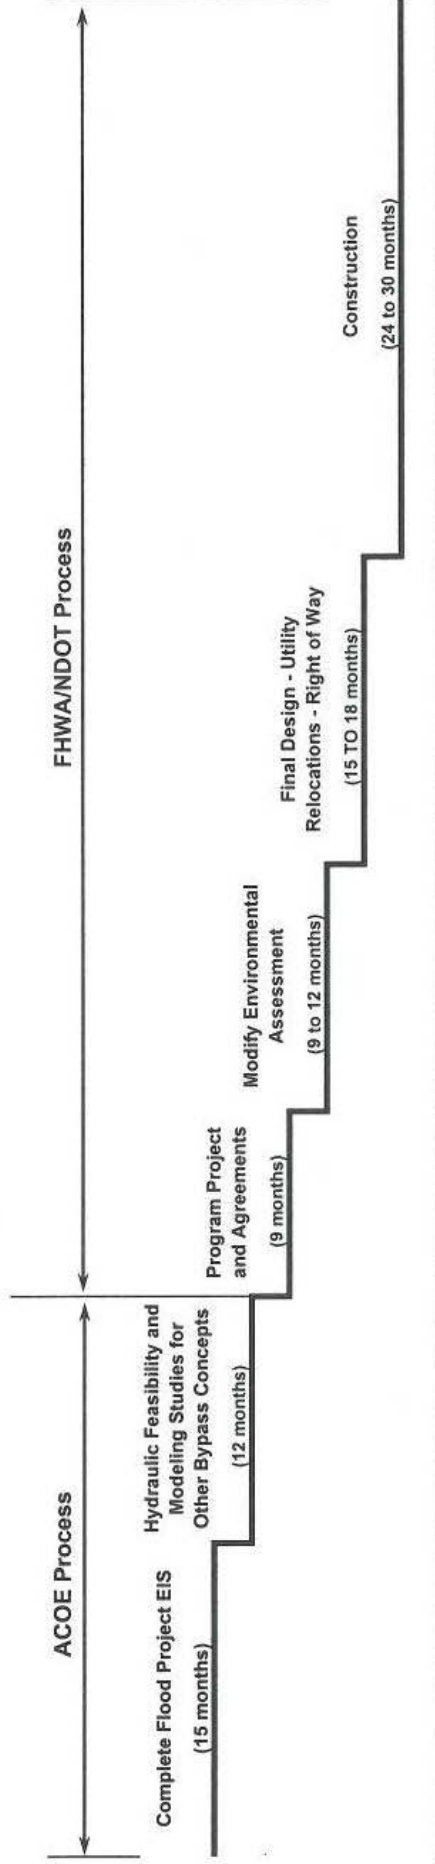 ACOE Process
FHWA/NDOT Process
Complete Flood Project EIS
(15 months)
Hydraulic Feasibility and
Modeling Studies for
Other Bypass Concepts
(12 months)
Program Project
and Agreements
(9 months)
Modify Environmental
Assessment
(9 to 12 months)
Final Design - Utility
Relocations - Right of Way
(15 TO 18 months)
Construction
(24 to 30 months)